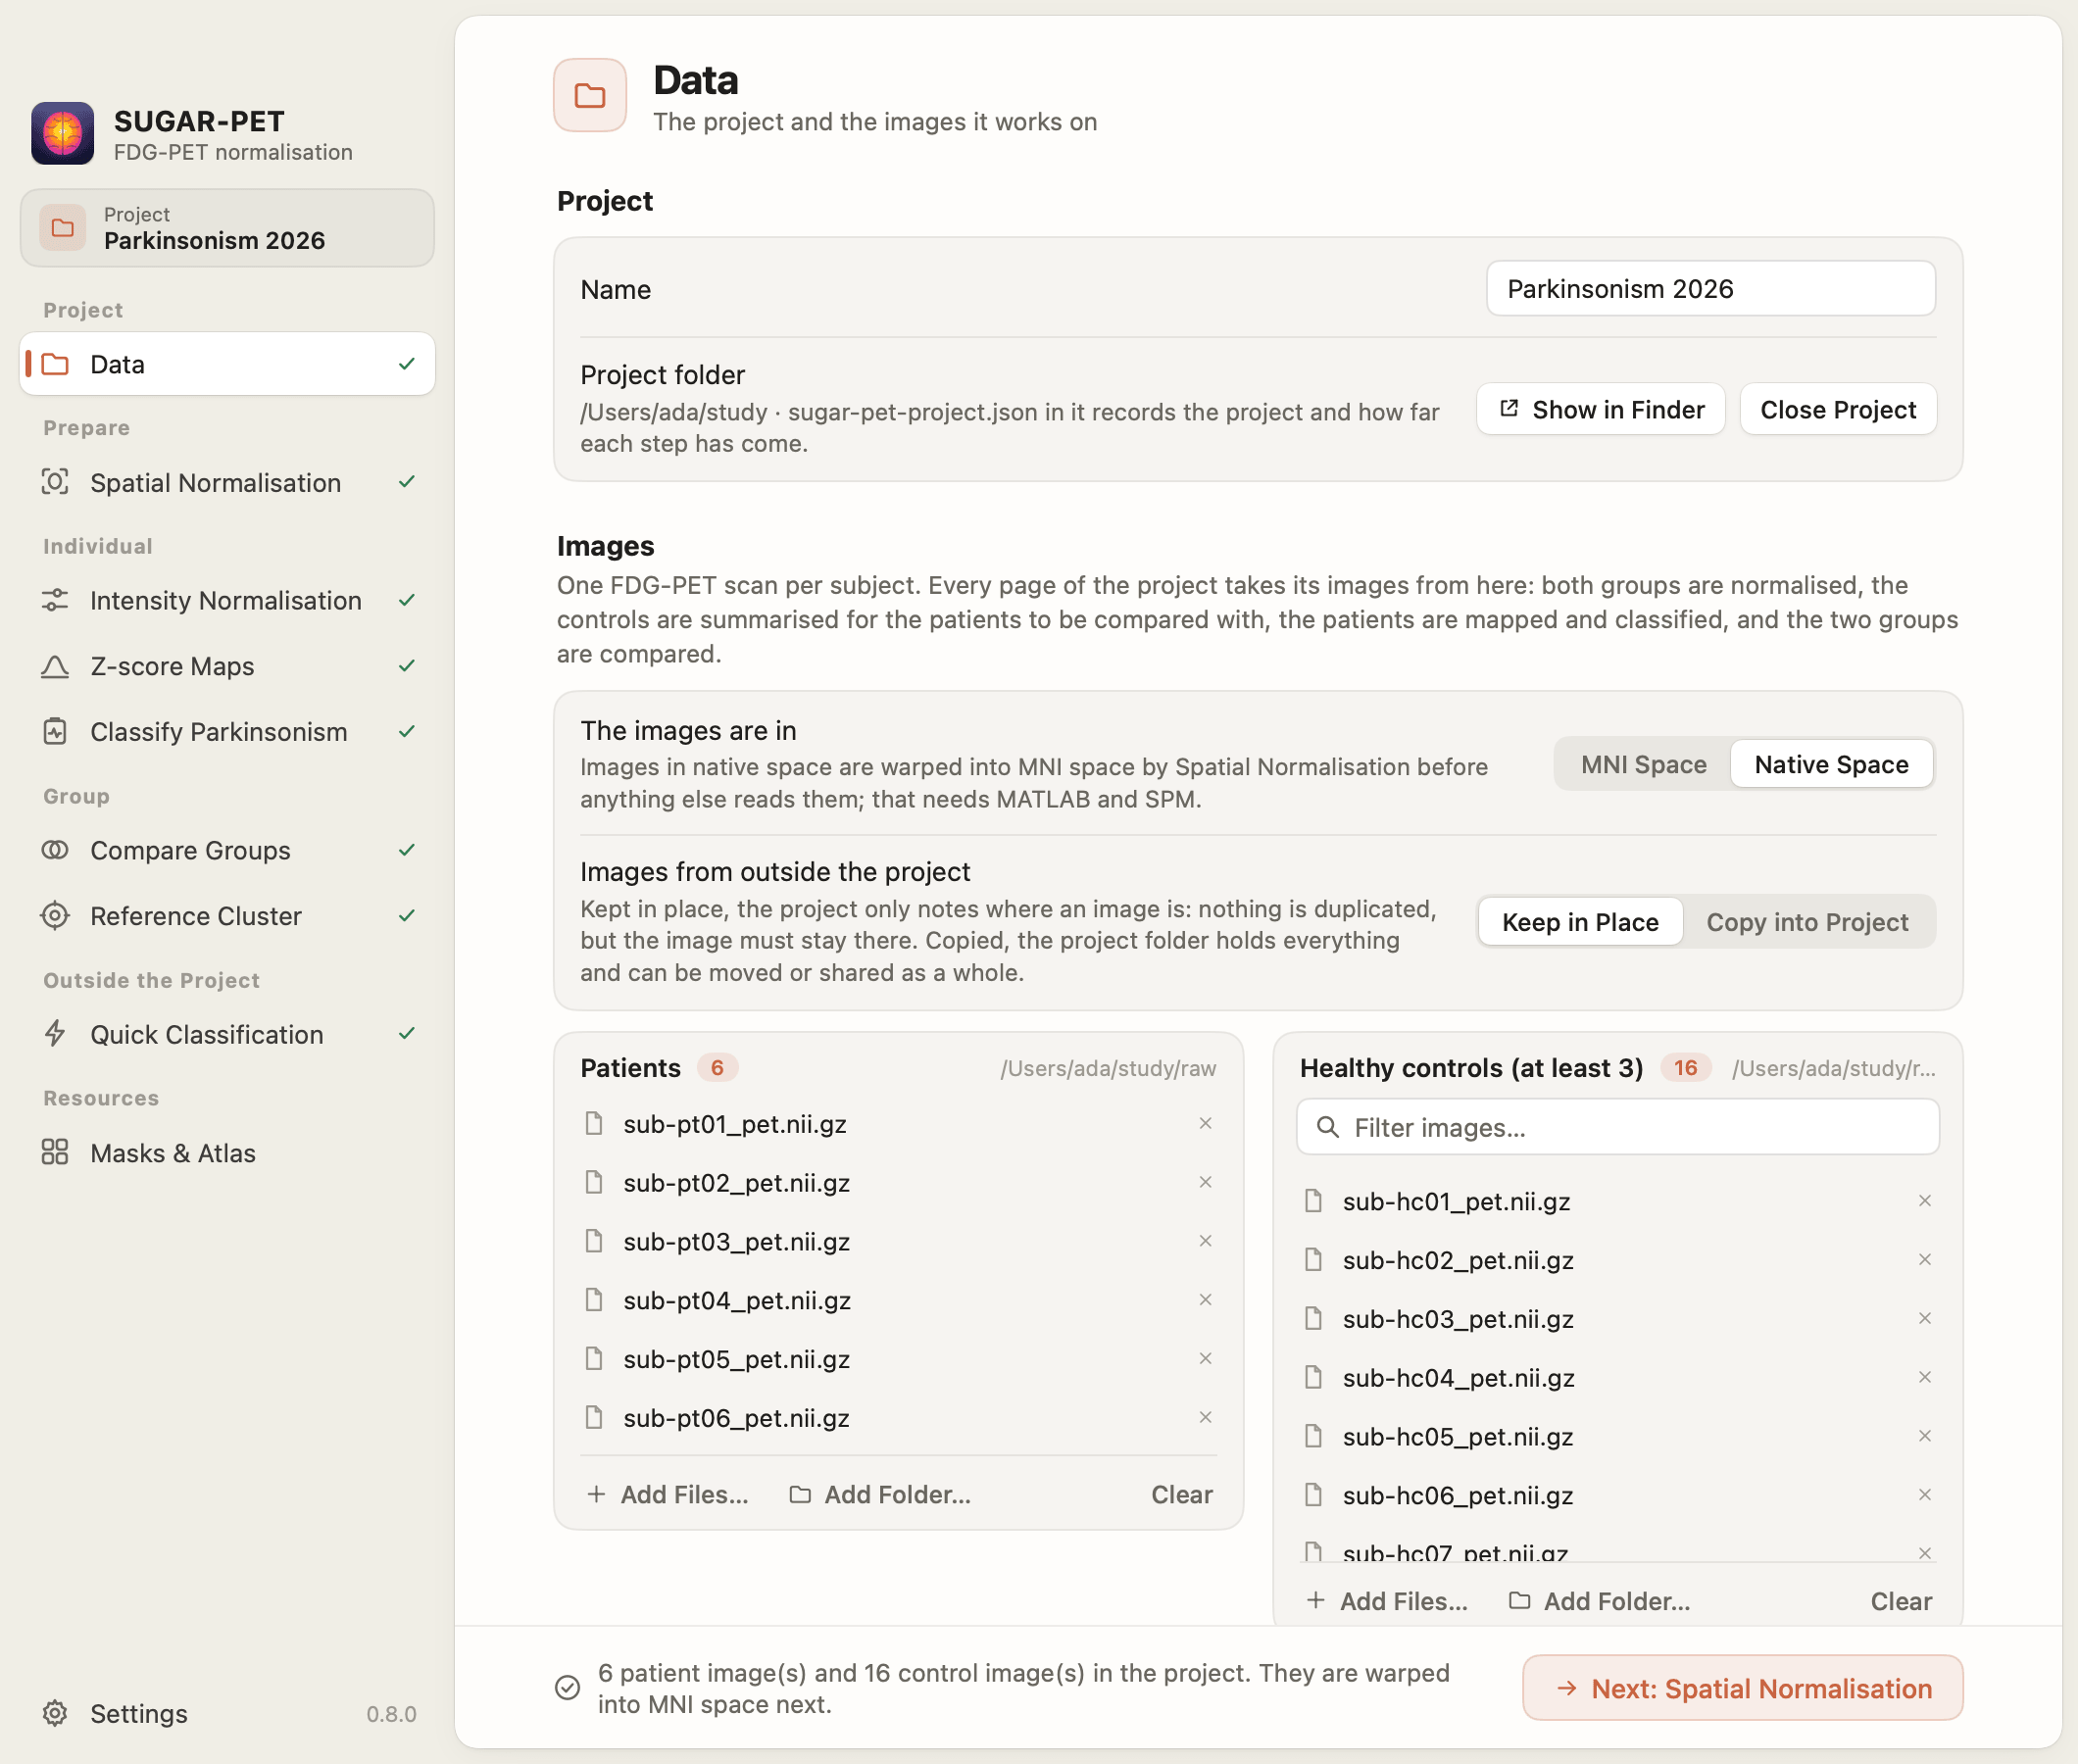 SUGAR-PET
FDG-PET normalisation
Project
Parkinsonism 2026
Project
Data
Prepare
Spatial Normalisation
Individual
Intensity Normalisation
Z-score Maps
Classify Parkinsonism
Group
Compare Groups
Reference Cluster
Outside the Project
Quick Classification
Resources
Masks & Atlas
Settings
0.8.0
Data
The project and the images it works on
Project
Name
Parkinsonism 2026
Project folder
/Users/ada/study · sugar-pet-project.json in it records the project and how far
each step has come.
Show in Finder
Close Project
Images
One FDG-PET scan per subject. Every page of the project takes its images from here: both groups are normalised, the
controls are summarised for the patients to be compared with, the patients are mapped and classified, and the two groups
are compared.
The images are in
Images in native space are warped into MNI space by Spatial Normalisation before
anything else reads them; that needs MATLAB and SPM.
MNI Space
Native Space
Images from outside the project
Kept in place, the project only notes where an image is: nothing is duplicated,
but the image must stay there. Copied, the project folder holds everything
and can be moved or shared as a whole.
Keep in Place
Copy into Project
Patients 6 /Users/ada/study/raw
sub-pt01_pet.nii.gz
sub-pt02_pet.nii.gz
sub-pt03_pet.nii.gz
sub-pt04_pet.nii.gz
sub-pt05_pet.nii.gz
sub-pt06_pet.nii.gz
Add Files... Add Folder... Clear
Healthy controls (at least 3) 16 /Users/ada/study/r...
Filter images...
sub-hc01_pet.nii.gz
sub-hc02_pet.nii.gz
sub-hc03_pet.nii.gz
sub-hc04_pet.nii.gz
sub-hc05_pet.nii.gz
sub-hc06_pet.nii.gz
sub-hc07_pet.nii.gz
Add Files... Add Folder... Clear
6 patient image(s) and 16 control image(s) in the project. They are warped
into MNI space next.
Next: Spatial Normalisation